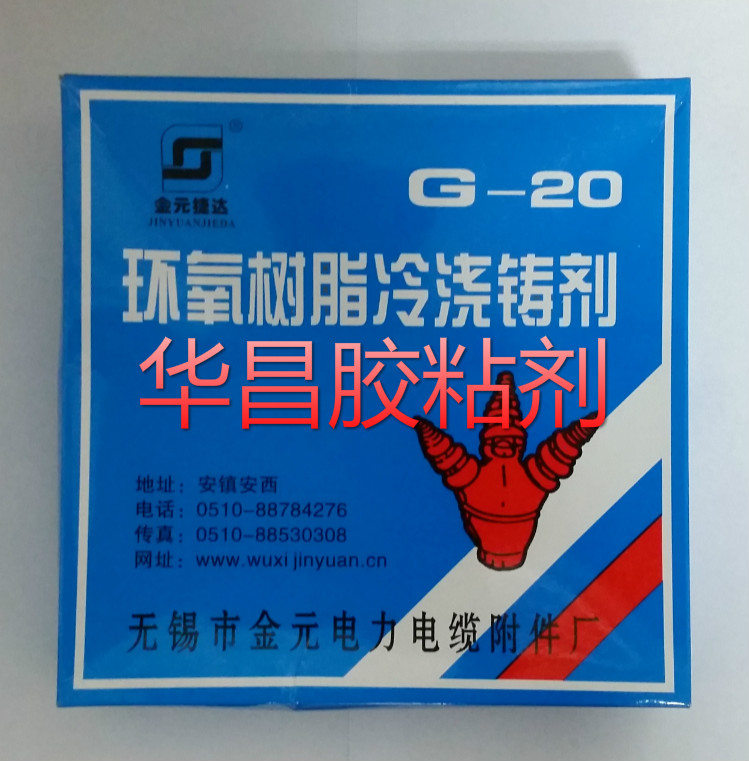 ®
金元捷达
JINYUANJIEDA
G-20
环氧树脂冷浇铸剂
华昌胶粘剂
地址：安镇安西
电话：0510-88784276
传真：0510-88530308
网址：www.wuxijinyuan.cn
无锡市金元电力电缆附件厂